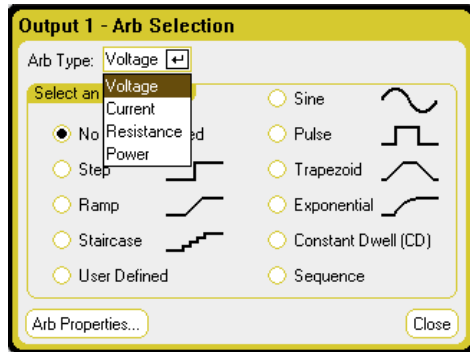 Output 1 - Arb Selection
Arb Type: Voltage
Voltage
Current
Resistance
Power
Select an
No
Step
Ramp
Staircase
User Defined
Sine
Pulse
Trapezoid
Exponential
Constant Dwell (CD)
Sequence
Arb Properties...
Close